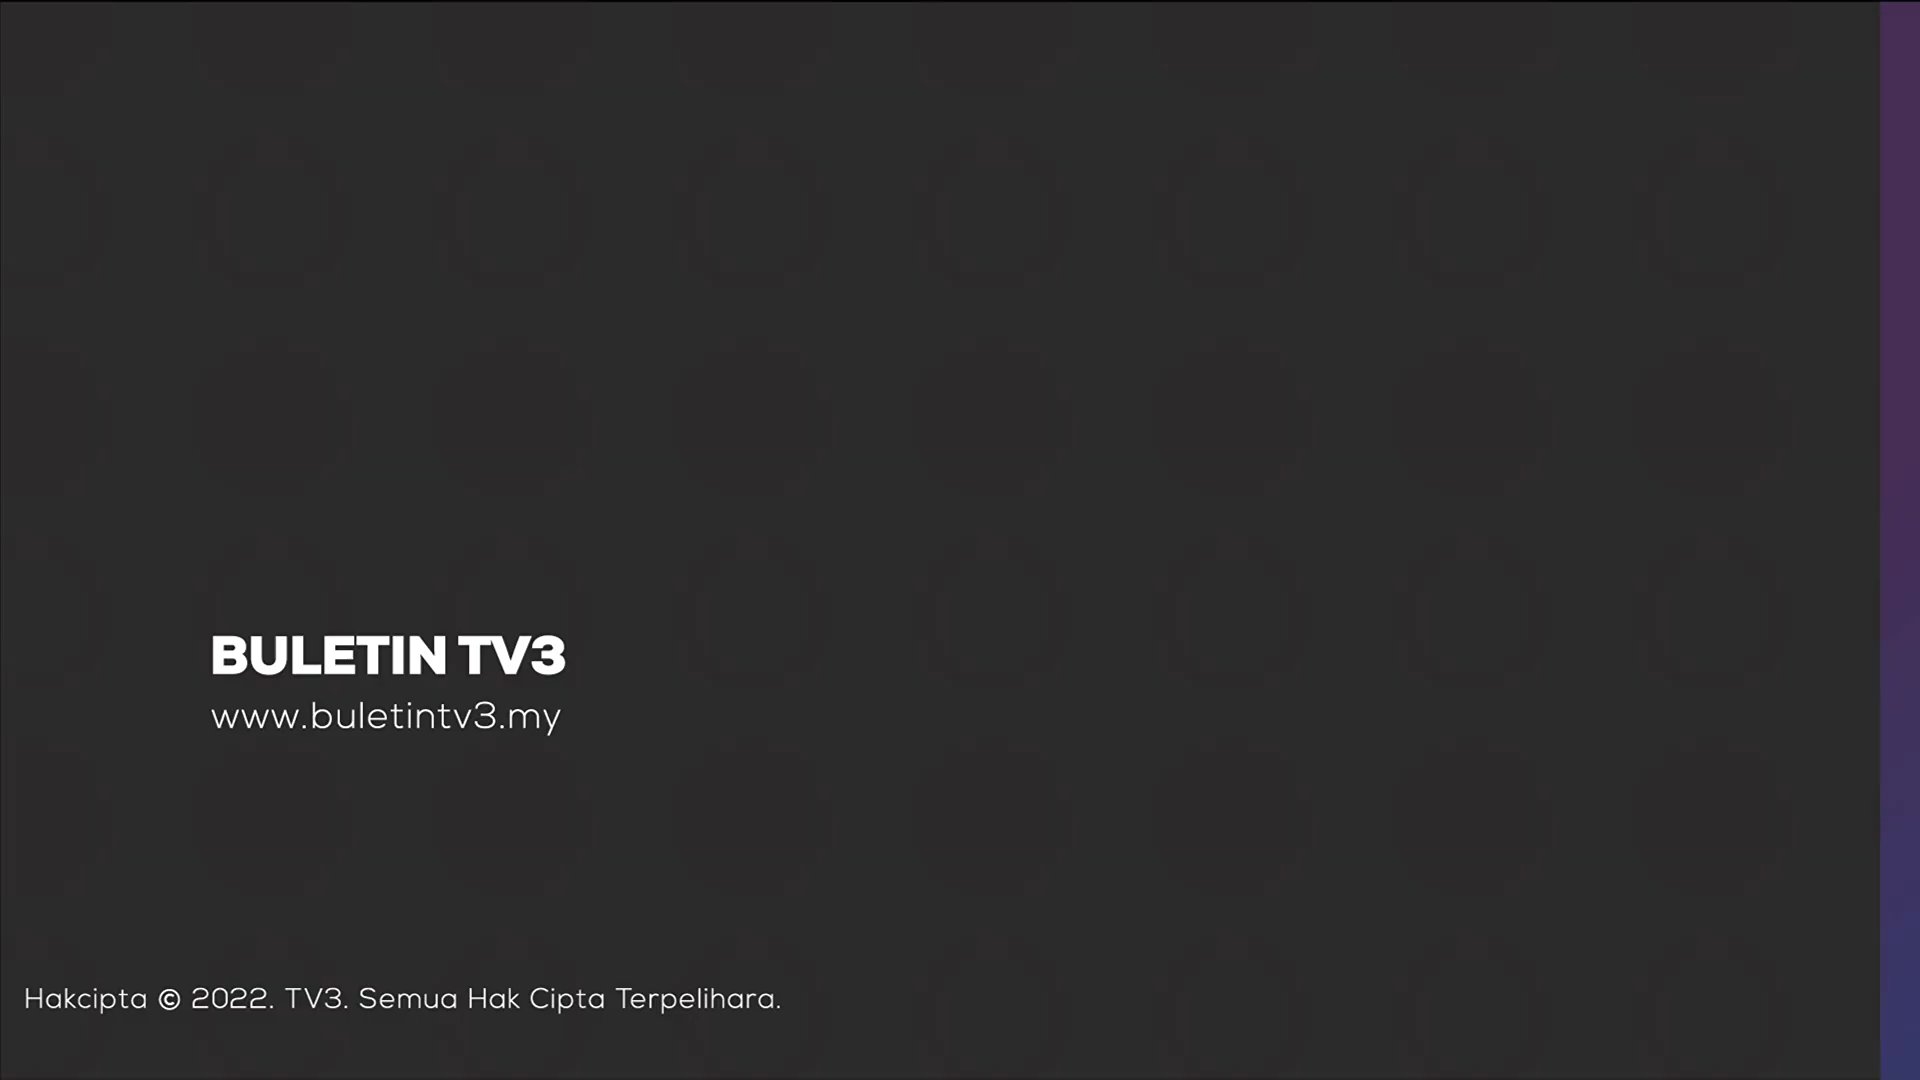 BULETIN TV3
www.buletintv3.my
Hakcipta © 2022. TV3. Semua Hak Cipta Terpelihara.